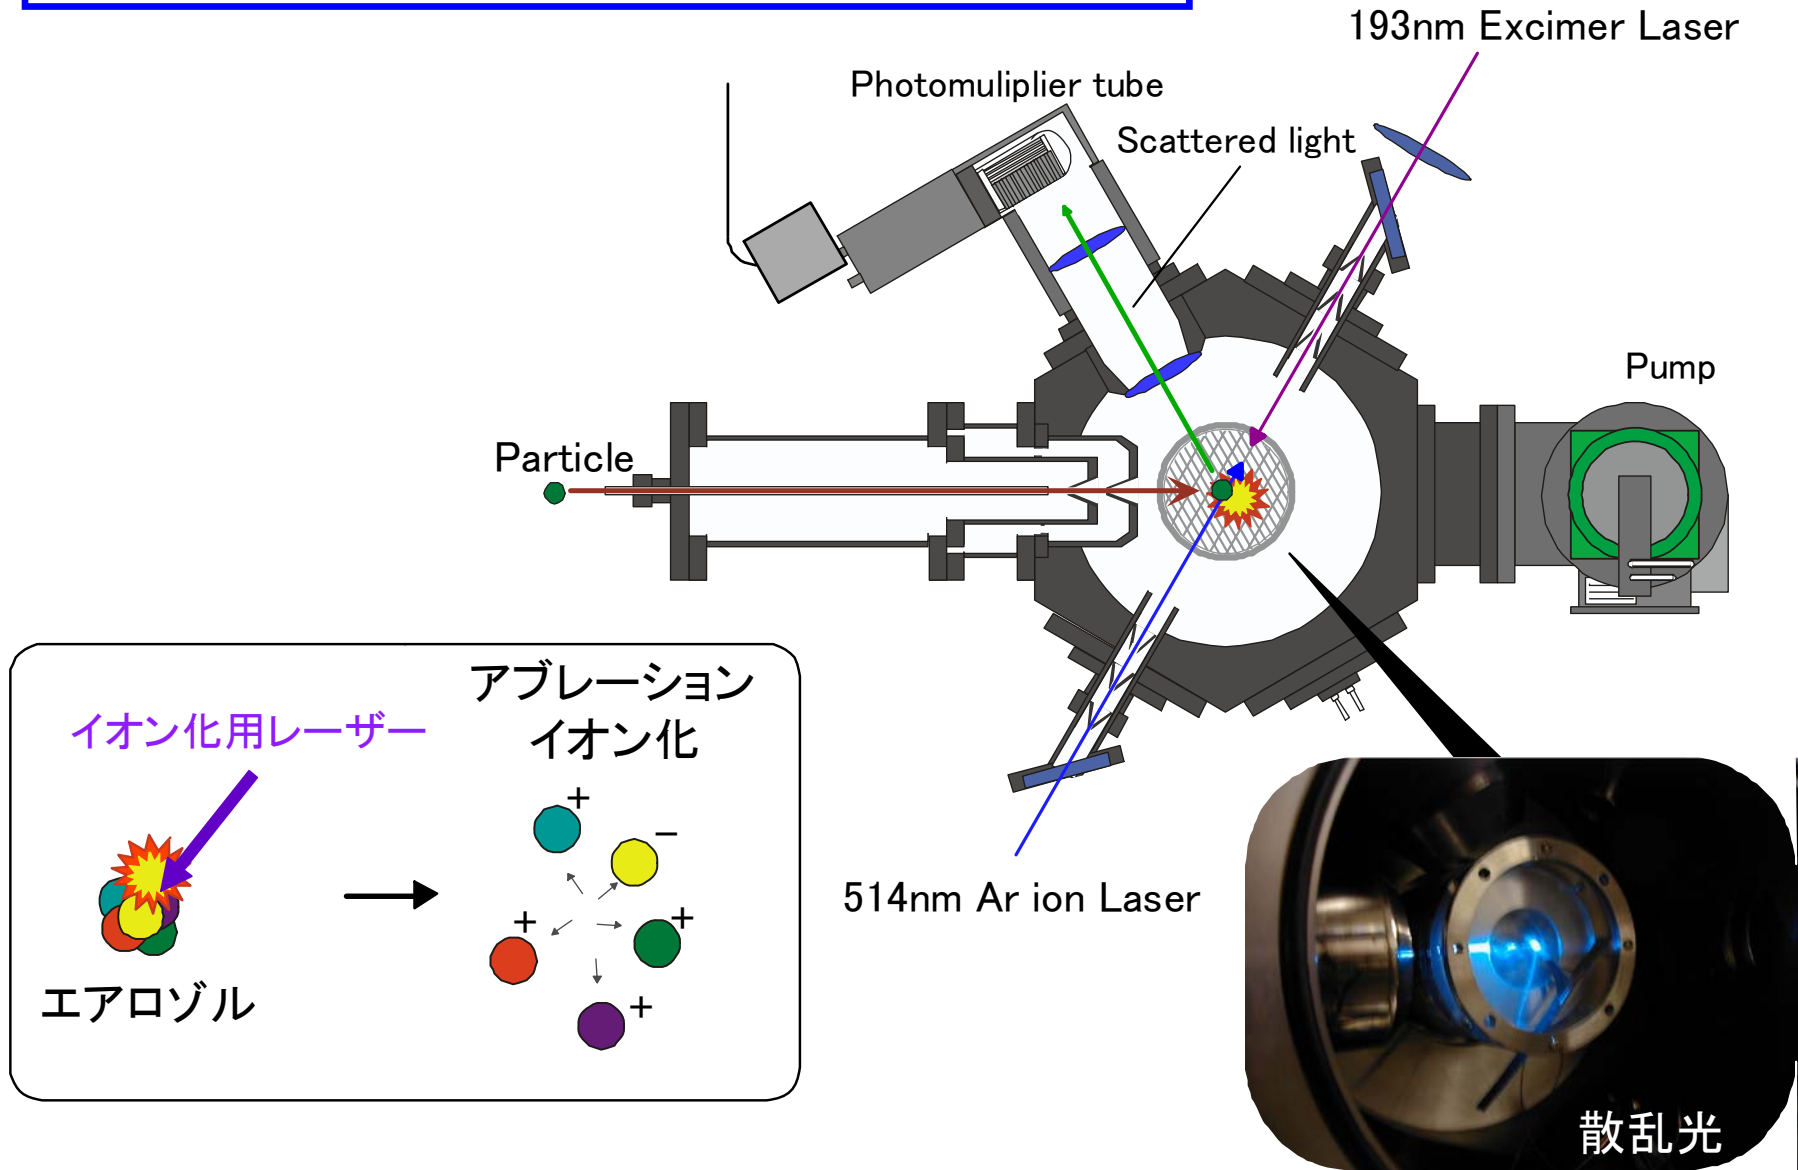 193nm Excimer Laser
Photomuliplier tube
Scattered light
Pump
Particle
アブレーション
イオン化
イオン化用レーザー
+
−
+
+
+
514nm Ar ion Laser
エアロゾル
散乱光